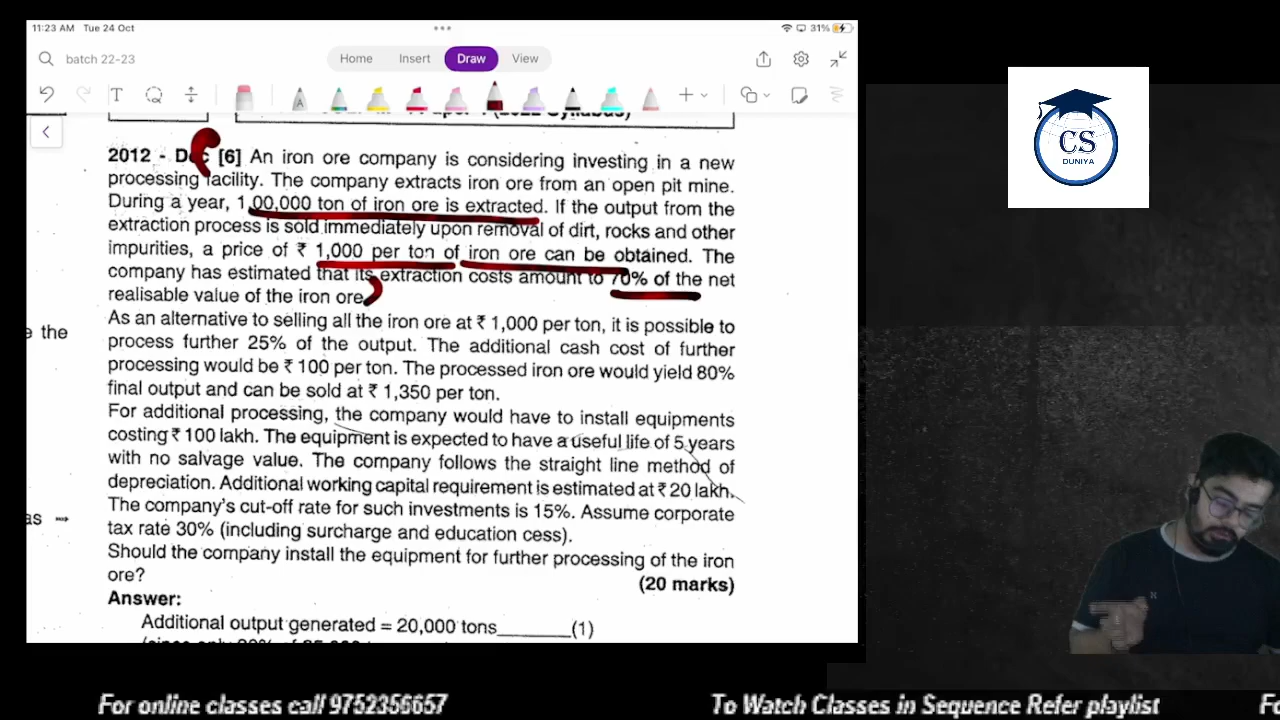 11:23 AM Tue 24 Oct
31%
batch 22-23
Home Insert Draw View
2012 - Dec [6] An iron ore company is considering investing in a new
processing facility. The company extracts iron ore from an open pit mine.
During a year, 1,00,000 ton of iron ore is extracted. If the output from the
extraction process is sold immediately upon removal of dirt, rocks and other
impurities, a price of ₹ 1,000 per ton of iron ore can be obtained. The
company has estimated that its extraction costs amount to 70% of the net
realisable value of the iron ore
As an alternative to selling all the iron ore at ₹ 1,000 per ton, it is possible to
e the
process further 25% of the output. The additional cash cost of further
processing would be ₹ 100 per ton. The processed iron ore would yield 80%
final output and can be sold at ₹ 1,350 per ton.
For additional processing, the company would have to install equipments
costing ₹ 100 lakh. The equipment is expected to have a useful life of 5 years
with no salvage value. The company follows the straight line method of
depreciation. Additional working capital requirement is estimated at ₹ 20 lakh.
The company's cut-off rate for such investments is 15%. Assume corporate
as
tax rate 30% (including surcharge and education cess).
Should the company install the equipment for further processing of the iron
ore? (20 marks)
Answer:
Additional output generated = 20,000 tons______(1)
CS
DUNIYA
For online classes call 9752356657
To Watch Classes in Sequence Refer playlist